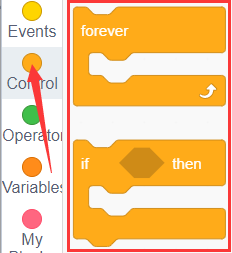 Events
Control
Operator
Variables
My
forever
if then